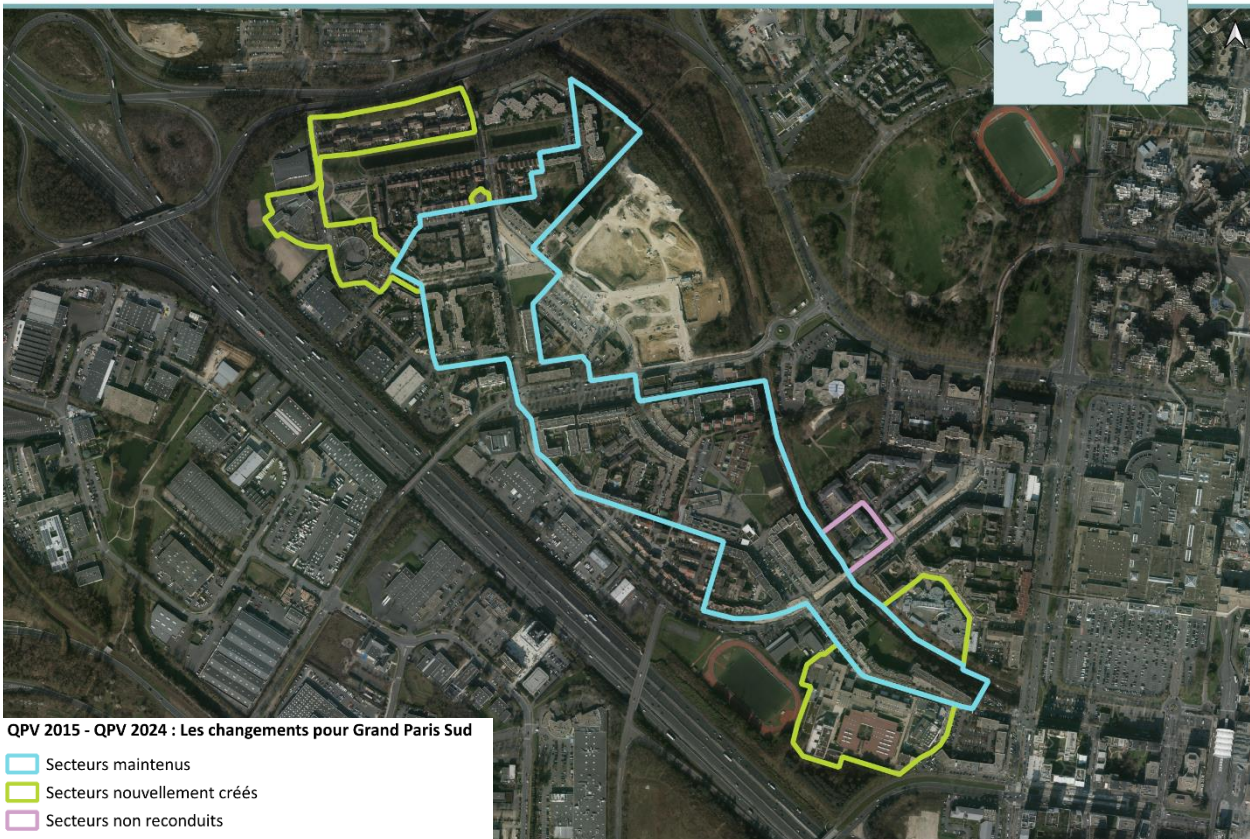 QPV 2015 - QPV 2024 : Les changements pour Grand Paris Sud
Secteurs maintenus
Secteurs nouvellement créés
Secteurs non reconduits